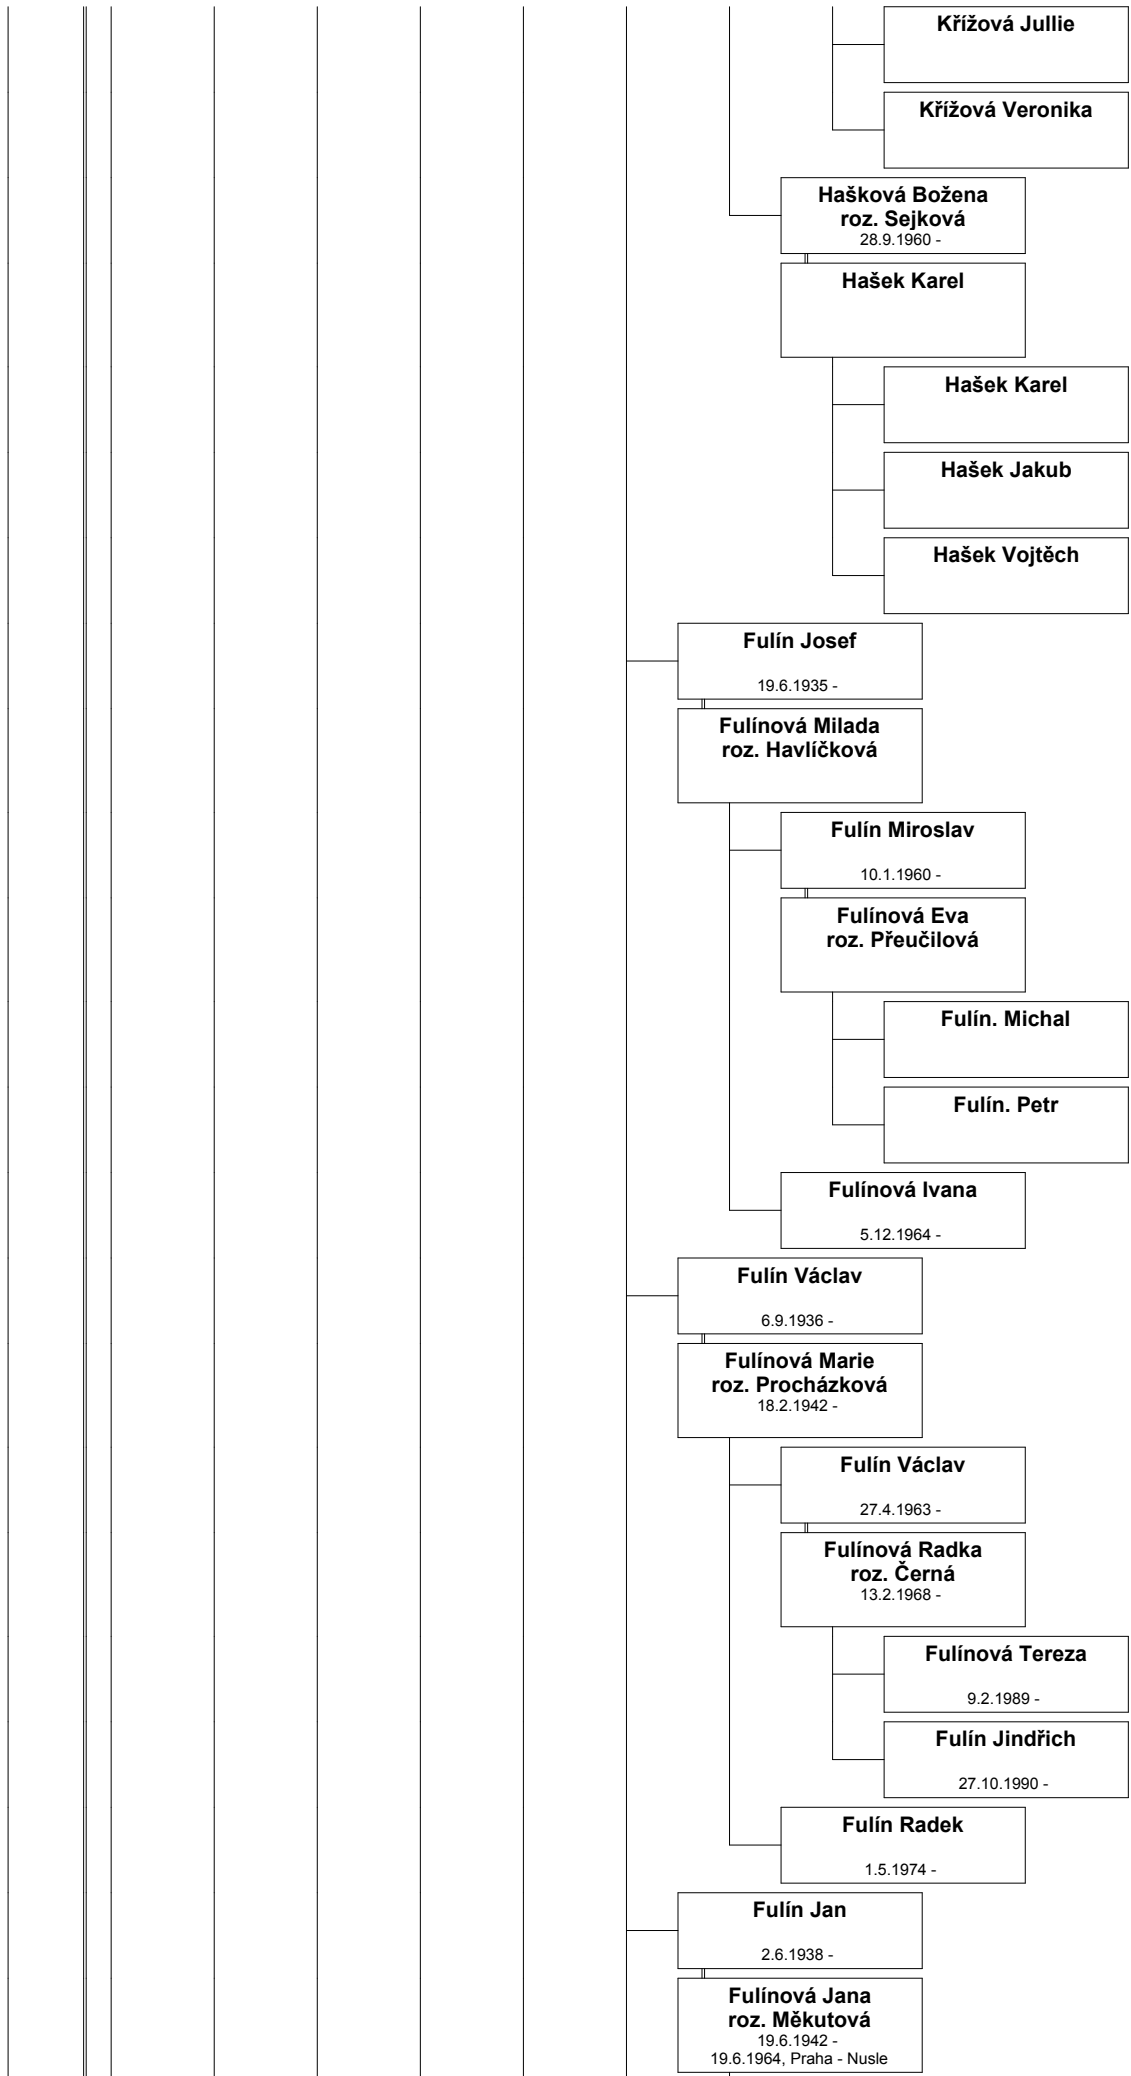 Křížová Jullie
Křížová Veronika
Hašková Božena
roz. Sejková
28.9.1960 -
Hašek Karel
Hašek Karel
Hašek Jakub
Hašek Vojtěch
Fulín Josef
19.6.1935 -
Fulínová Milada
roz. Havlíčková
Fulín Miroslav
10.1.1960 -
Fulínová Eva
roz. Přeučilová
Fulín. Michal
Fulín. Petr
Fulínová Ivana
5.12.1964 -
Fulín Václav
6.9.1936 -
Fulínová Marie
roz. Procházková
18.2.1942 -
Fulín Václav
27.4.1963 -
Fulínová Radka
roz. Černá
13.2.1968 -
Fulínová Tereza
9.2.1989 -
Fulín Jindřich
27.10.1990 -
Fulín Radek
1.5.1974 -
Fulín Jan
2.6.1938 -
Fulínová Jana
roz. Měkutová
19.6.1942 -
19.6.1964, Praha - Nusle